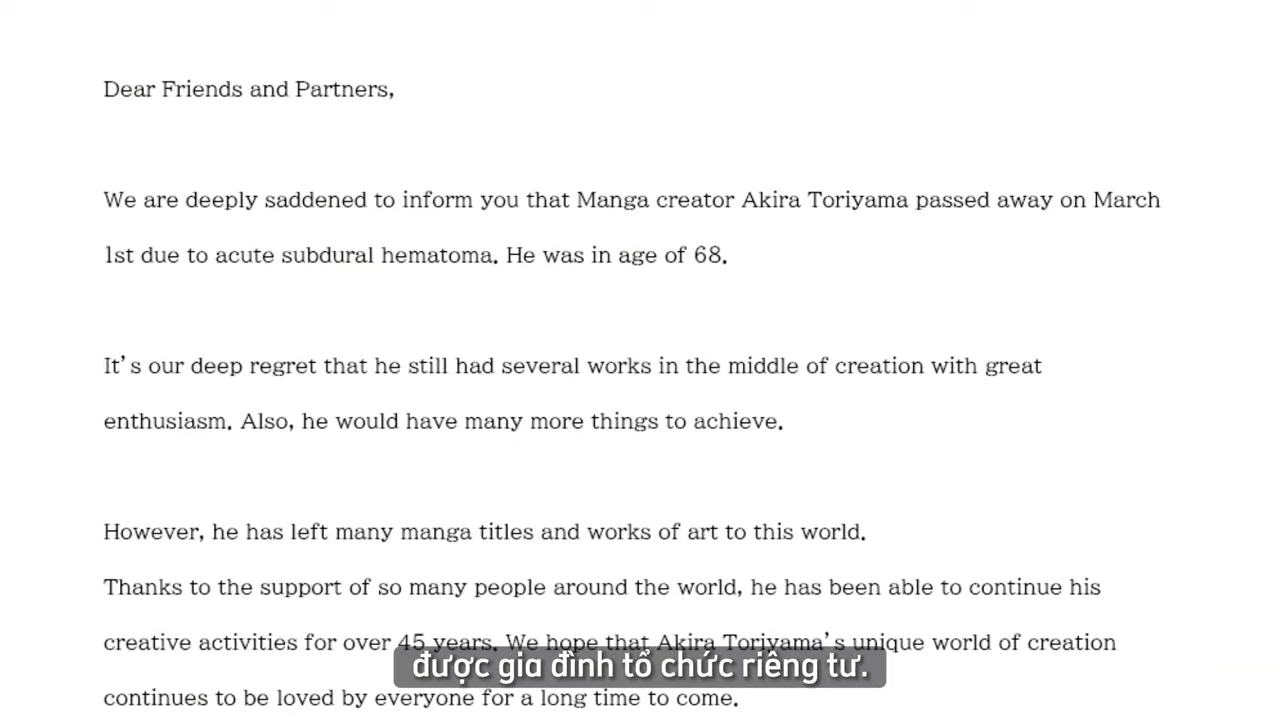 Dear Friends and Partners,
We are deeply saddened to inform you that Manga creator Akira Toriyama passed away on March
1st due to acute subdural hematoma. He was in age of 68.
It's our deep regret that he still had several works in the middle of creation with great
enthusiasm. Also, he would have many more things to achieve.
However, he has left many manga titles and works of art to this world.
Thanks to the support of so many people around the world, he has been able to continue his
creative activities for over 45 years. We hope that Akira Toriyama's unique world of creation
được gia đình tổ chức riêng tư.
continues to be loved by everyone for a long time to come.